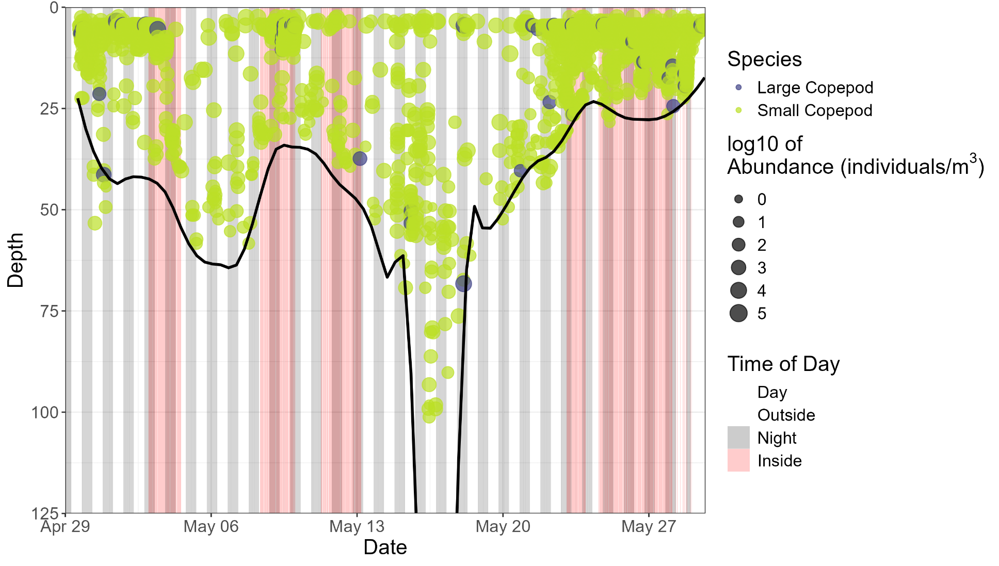 0
25
50
75
100
125
Depth
Apr 29
May 06
May 13
May 20
May 27
Date
Species
Large Copepod
Small Copepod
log10 of
Abundance (individuals/m³)
0
1
2
3
4
5
Time of Day
Day
Outside
Night
Inside